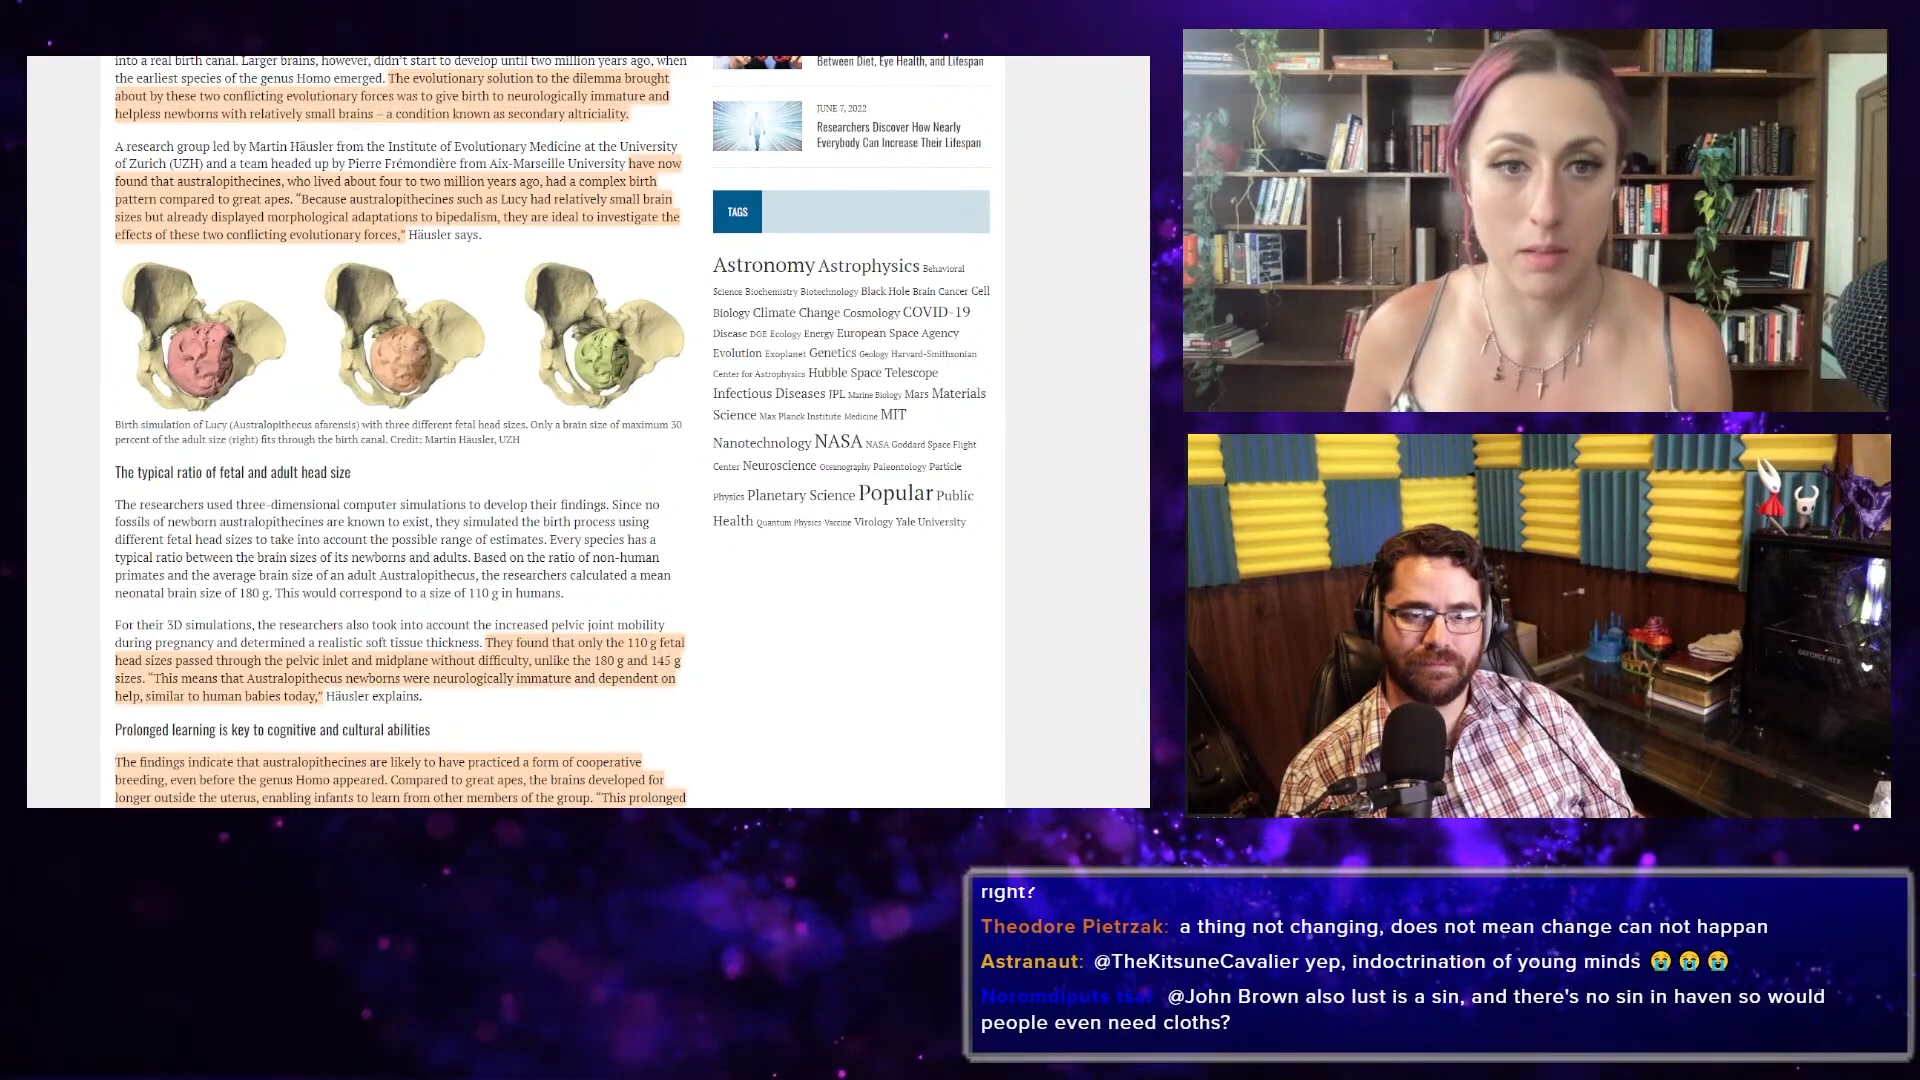 into a real birth canal. Larger brains, however, didn't start to develop until two million years ago, when
the earliest species of the genus Homo emerged. The evolutionary solution to the dilemma brought
about by these two conflicting evolutionary forces was to give birth to neurologically immature and
helpless newborns with relatively small brains – a condition known as secondary altriciality.
A research group led by Martin Häusler from the Institute of Evolutionary Medicine at the University
of Zurich (UZH) and a team headed up by Pierre Frémondière from Aix-Marseille University have now
found that australopithecines, who lived about four to two million years ago, had a complex birth
pattern compared to great apes. “Because australopithecines such as Lucy had relatively small brain
sizes but already displayed morphological adaptations to bipedalism, they are ideal to investigate the
effects of these two conflicting evolutionary forces,” Häusler says.
Birth simulation of Lucy (Australopithecus afarensis) with three different fetal head sizes. Only a brain size of maximum 30
percent of the adult size (right) fits through the birth canal. Credit: Martin Häusler, UZH
The typical ratio of fetal and adult head size
The researchers used three-dimensional computer simulations to develop their findings. Since no
fossils of newborn australopithecines are known to exist, they simulated the birth process using
different fetal head sizes to take into account the possible range of estimates. Every species has a
typical ratio between the brain sizes of its newborns and adults. Based on the ratio of non-human
primates and the average brain size of an adult Australopithecus, the researchers calculated a mean
neonatal brain size of 180 g. This would correspond to a size of 110 g in humans.
For their 3D simulations, the researchers also took into account the increased pelvic joint mobility
during pregnancy and determined a realistic soft tissue thickness. They found that only the 110 g fetal
head sizes passed through the pelvic inlet and midplane without difficulty, unlike the 180 g and 145 g
sizes. “This means that Australopithecus newborns were neurologically immature and dependent on
help, similar to human babies today,” Häusler explains.
Prolonged learning is key to cognitive and cultural abilities
The findings indicate that australopithecines are likely to have practiced a form of cooperative
breeding, even before the genus Homo appeared. Compared to great apes, the brains developed for
longer outside the uterus, enabling infants to learn from other members of the group. “This prolonged
Between Diet, Eye Health, and Lifespan
JUNE 7, 2022
Researchers Discover How Nearly
Everybody Can Increase Their Lifespan
TAGS
Astronomy Astrophysics Behavioral
Science Biochemistry Biotechnology Black Hole Brain Cancer Cell
Biology Climate Change Cosmology COVID-19
Disease DOE Ecology Energy European Space Agency
Evolution Exoplanet Genetics Geology Harvard-Smithsonian
Center for Astrophysics Hubble Space Telescope
Infectious Diseases JPL Marine Biology Mars Materials
Science Max Planck Institute Medicine MIT
Nanotechnology NASA NASA Goddard Space Flight
Center Neuroscience Oceanography Paleontology Particle
Physics Planetary Science Popular Public
Health Quantum Physics Vaccine Virology Yale University
GEFORCE RTX
right?
Theodore Pietrzak: a thing not changing, does not mean change can not happan
Astranaut: @TheKitsuneCavalier yep, indoctrination of young minds 😭 😭 😭
Noromdiputs tsal: @John Brown also lust is a sin, and there's no sin in haven so would
people even need cloths?